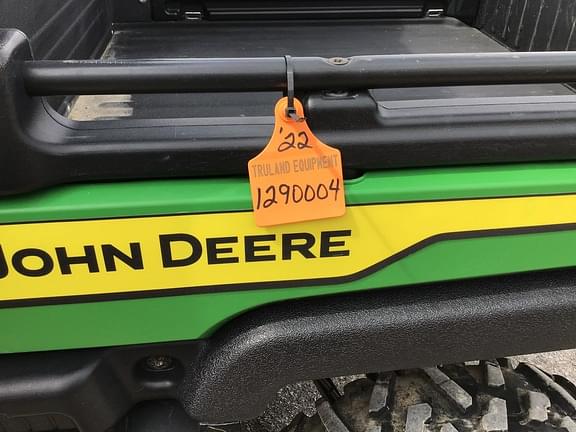 '22
TRULAND EQUIPMENT
1290004
JOHN DEERE